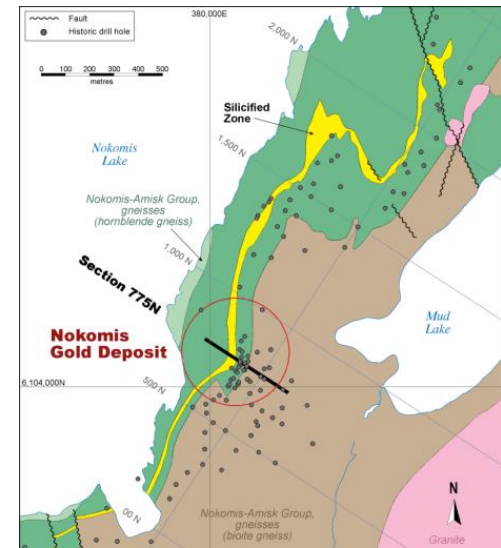 380,000E
Fault
Historic drill hole
0 100 200 300 400 500
metres
2,000 N
Silicified
Zone
Nokomis
Lake
1,500 N
Nokomis-Amisk Group,
gneisses
(hornblende gneiss)
1,000 N
Section 775N
Nokomis
Gold Deposit
Mud
Lake
6,104,000N
500 N
00 N
N
Nokomis-Amisk Group,
gneisses
(bioite gneiss)
Granite